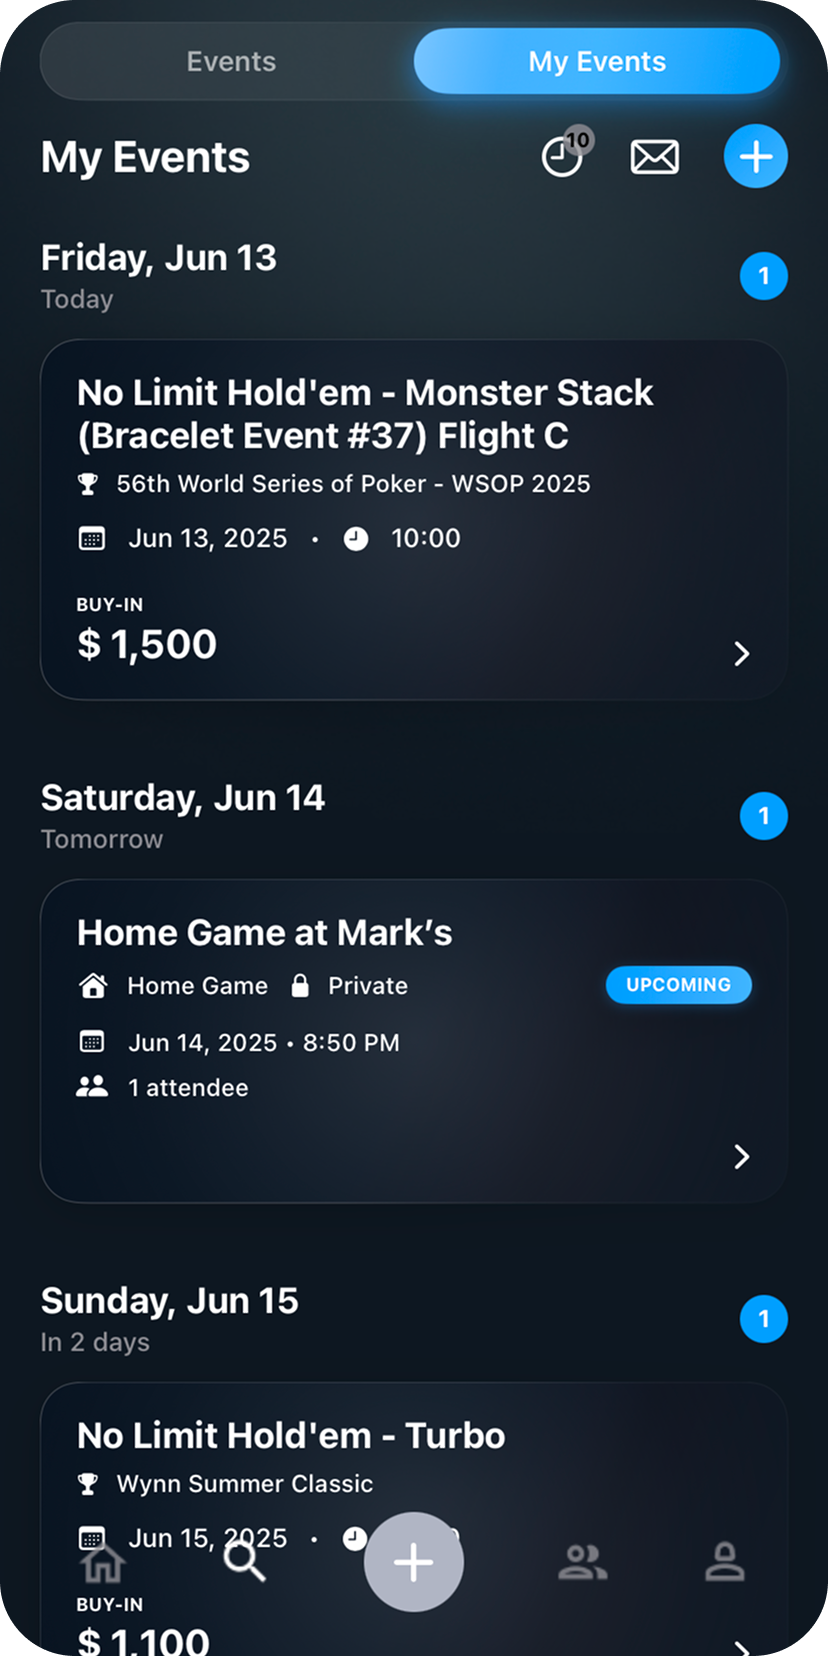 Events
My Events
My Events
10
Friday, Jun 13
1
Today
No Limit Hold'em - Monster Stack
(Bracelet Event #37) Flight C
56th World Series of Poker - WSOP 2025
Jun 13, 2025 • 10:00
BUY-IN
$ 1,500
Saturday, Jun 14
1
Tomorrow
Home Game at Mark’s
Home Game Private
UPCOMING
Jun 14, 2025 • 8:50 PM
1 attendee
Sunday, Jun 15
1
In 2 days
No Limit Hold'em - Turbo
Wynn Summer Classic
Jun 15, 2025 •
BUY-IN
$ 1,100